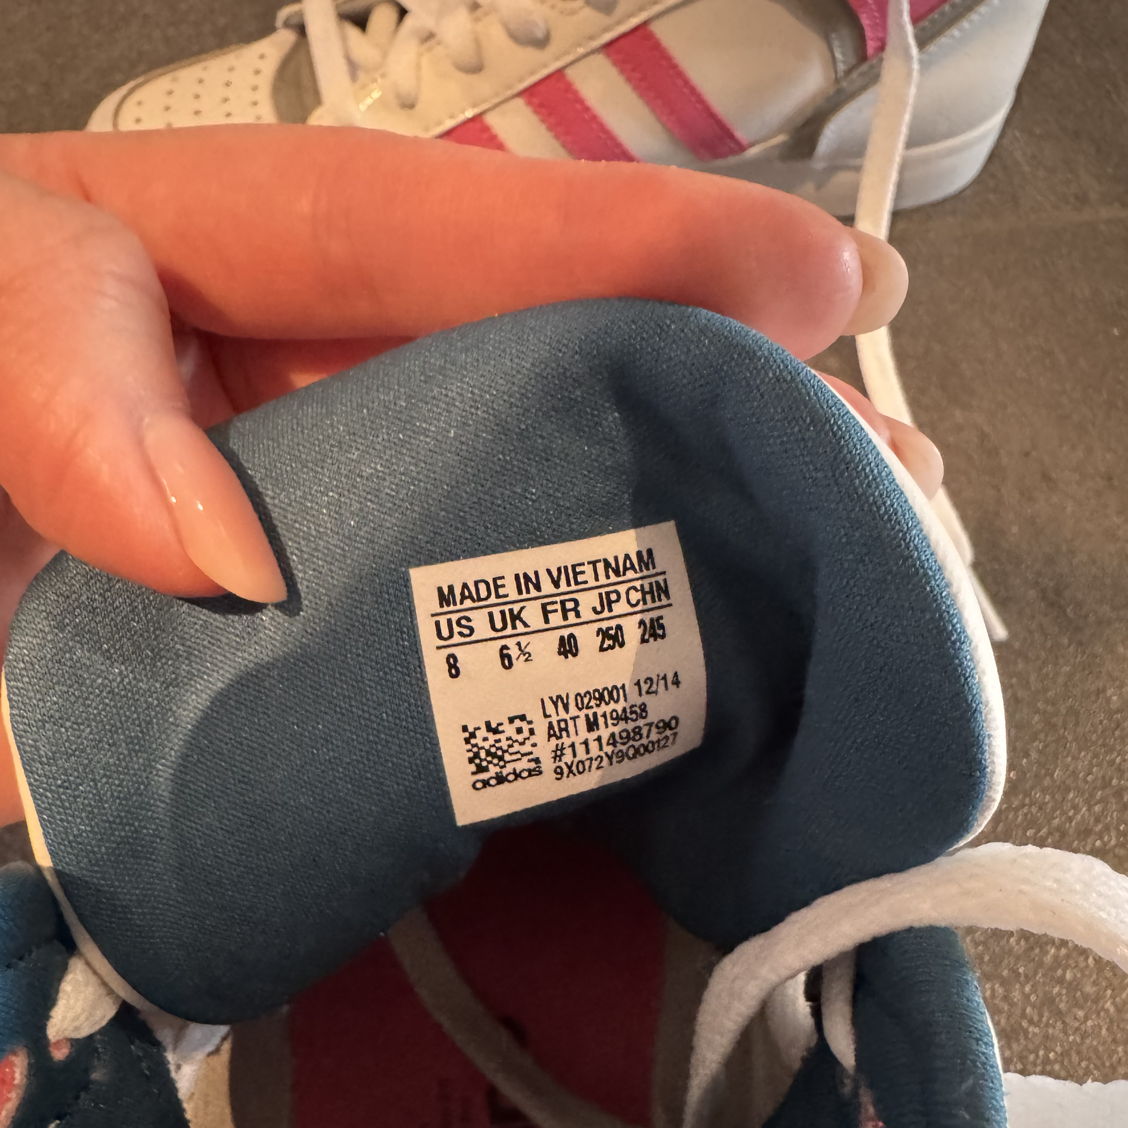 MADE IN VIETNAM
US UK FR JP CHN
8 6½ 40 250 245
LYV 029001 12/14
ART M19458
#111498790
adidas 9X072Y9Q00127